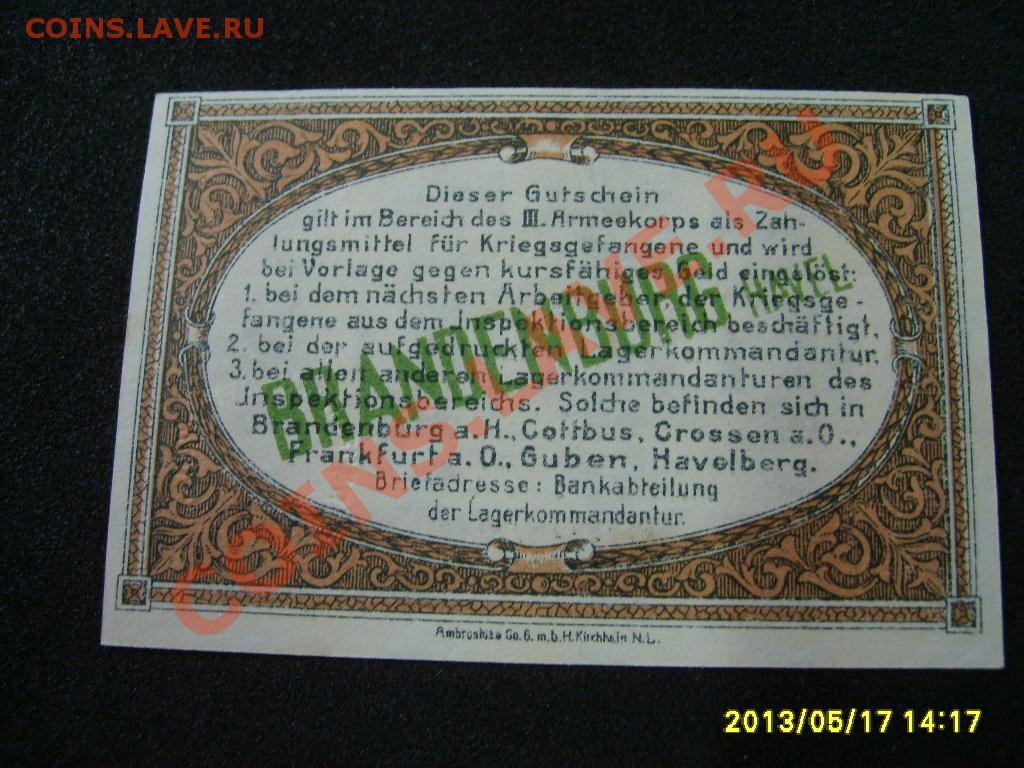 COINS.LAVE.RU
Dieser Gutschein
gilt im Bereich des III. Armeekorps als Zah-
lungsmittel für Kriegsgefangene und wird
bei Vorlage gegen kursfähiges Geld eingelöst:
1. bei dem nächsten Arbeitgeber der Kriegsge-
fangene aus dem Inspektionsbereich beschäftigt,
2. bei der aufgedruckten Lagerkommandantur,
3. bei allen anderen Lagerkommandanturen des
Inspektionsbereichs. Solche befinden sich in
Brandenburg a.H., Cottbus, Crossen a.O.,
Frankfurt a.O., Guben, Havelberg.
Briefadresse: Bankabteilung
der Lagerkommandantur.
BRANDENBURG HAVEL
COINS.LAVE.RU
G.m.b.H. Kirchhain N.L.
2013/05/17 14:17